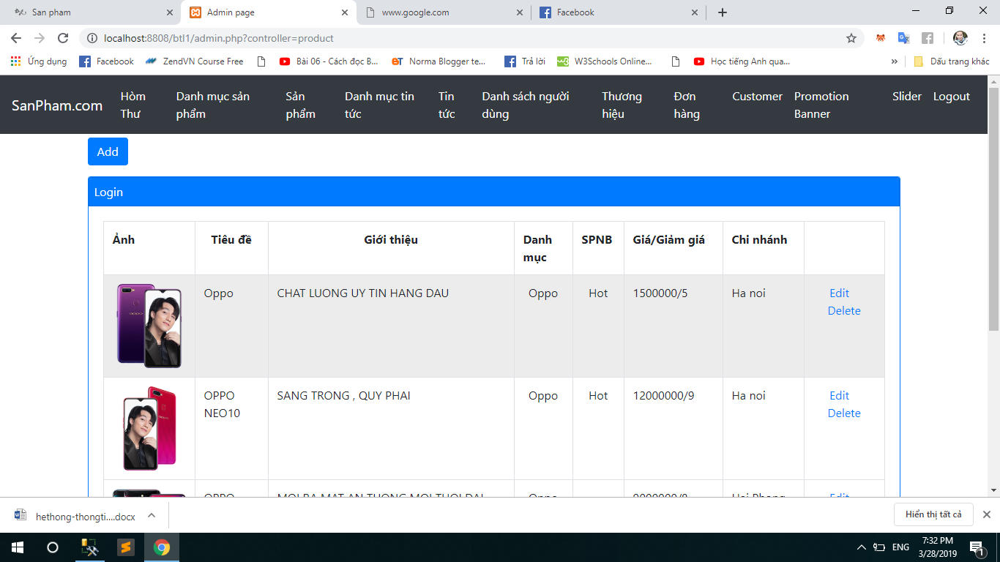 San pham
Admin page
www.google.com
Facebook
localhost:8808/btl1/admin.php?controller=product
Ứng dụng
Facebook
ZendVN Course Free
Bài 06 - Cách đọc B...
Norma Blogger te...
Trả lời
W3Schools Online...
Học tiếng Anh qua...
»
Dấu trang khác
SanPham.com
Hòm
Thư
Danh mục sản
phẩm
Sản
phẩm
Danh mục tin
tức
Tin
tức
Danh sách người
dùng
Thương
hiệu
Đơn
hàng
Customer
Promotion
Banner
Slider
Logout
Add
Login
Ảnh
Tiêu đề
Giới thiệu
Danh
mục
SPNB
Giá/Giảm giá
Chi nhánh
Oppo
CHAT LUONG UY TIN HANG DAU
Oppo
Hot
1500000/5
Ha noi
Edit
Delete
OPPO
NEO10
SANG TRONG , QUY PHAI
Oppo
Hot
12000000/9
Ha noi
Edit
Delete
OPPO
Oppo
Hai Phong
Edit
hethong-thongti....docx
Hiển thị tất cả
ENG
7:32 PM
3/28/2019
1